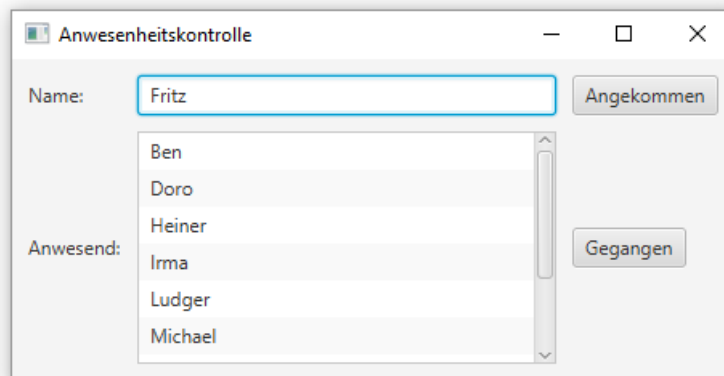 Anwesenheitskontrolle
Name: Fritz Angekommen
Ben
Doro
Heiner
Anwesend: Irma Gegangen
Ludger
Michael